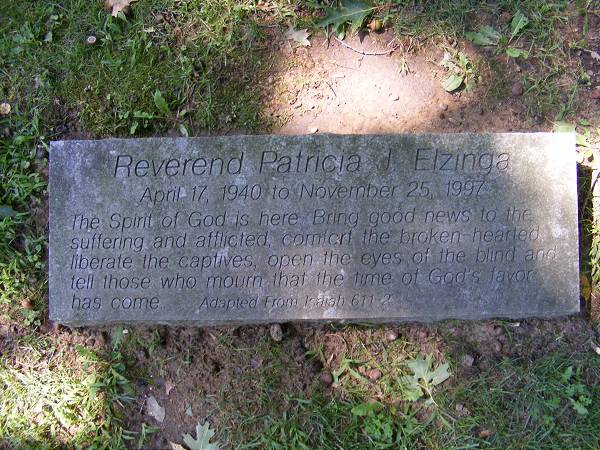 Reverend Patricia J. Elzinga
April 17, 1940 to November 25, 1997
The Spirit of God is here. Bring good news to the
suffering and afflicted, comfort the broken-hearted,
liberate the captives, open the eyes of the blind and
tell those who mourn that the time of God's favor
has come. Adapted From Isaiah 61:1-2